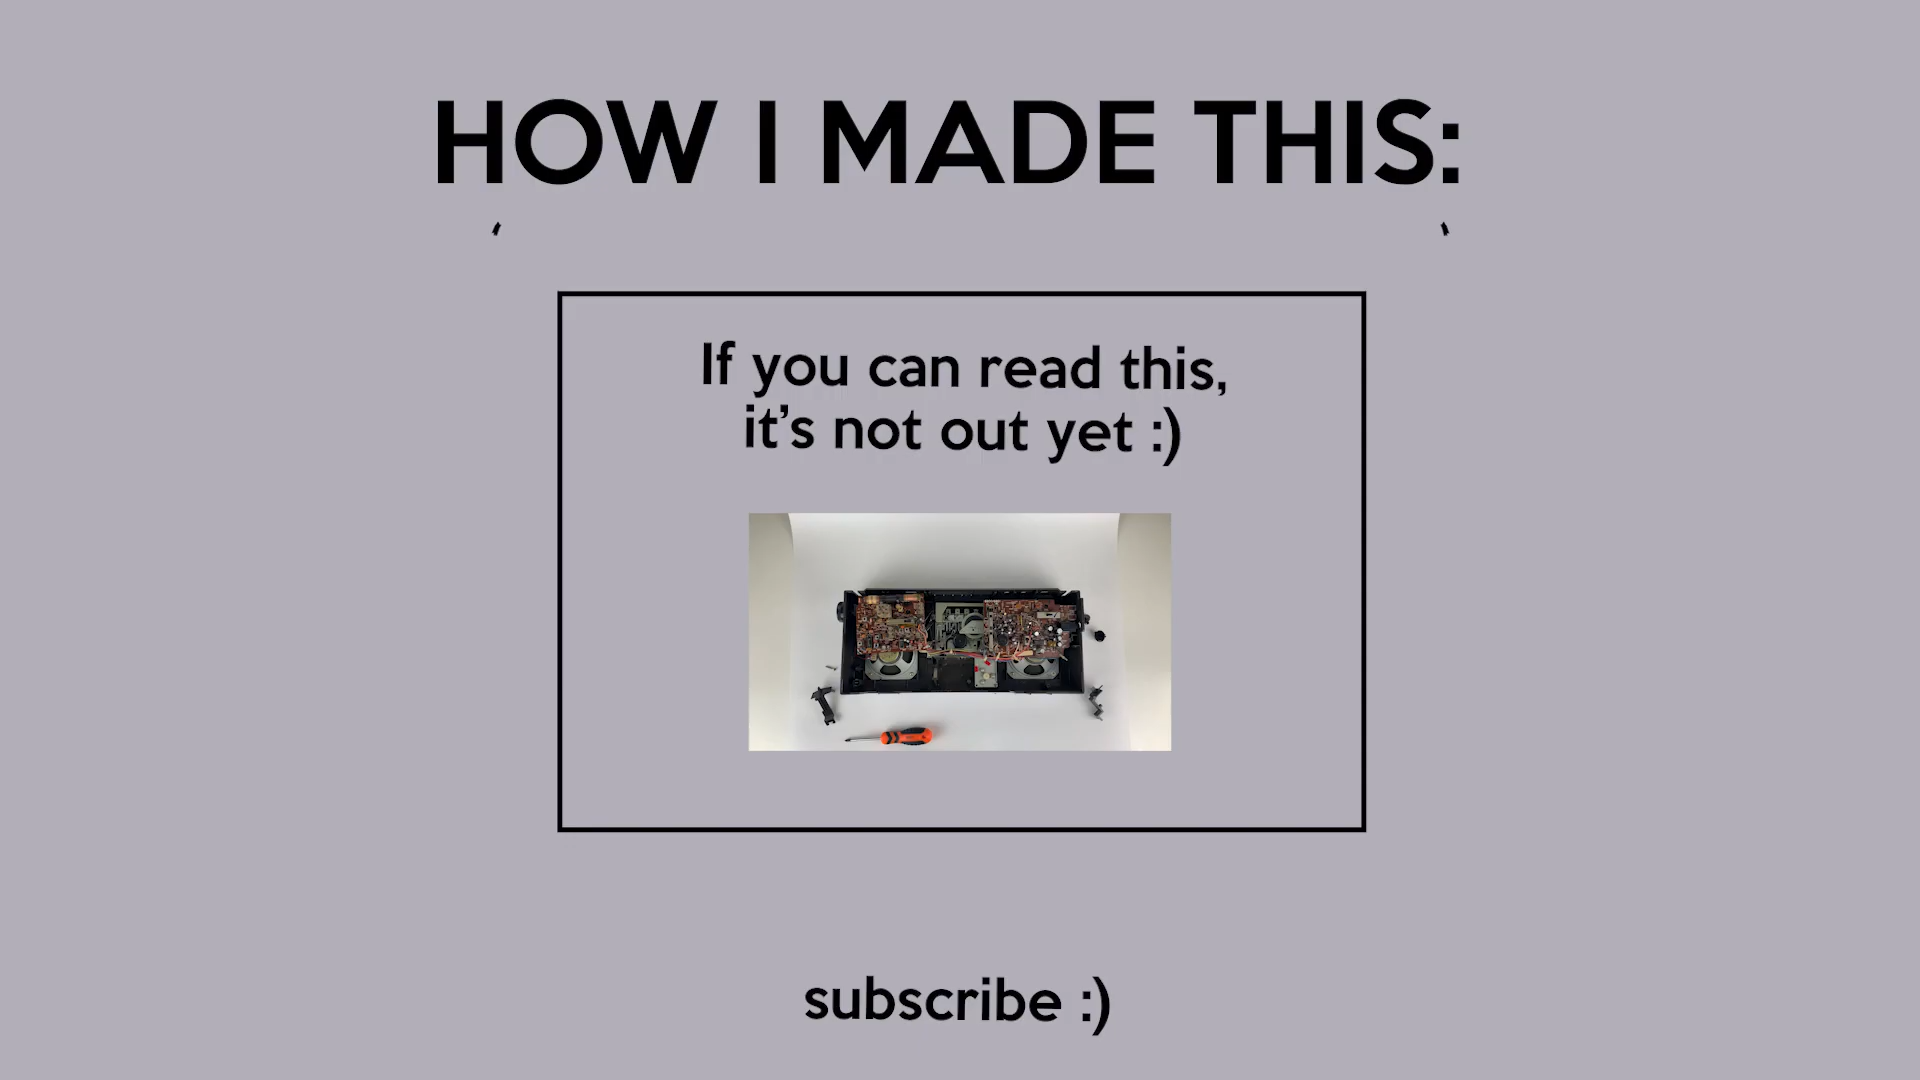 HOW I MADE THIS:
If you can read this,
it's not out yet :)
subscribe :)